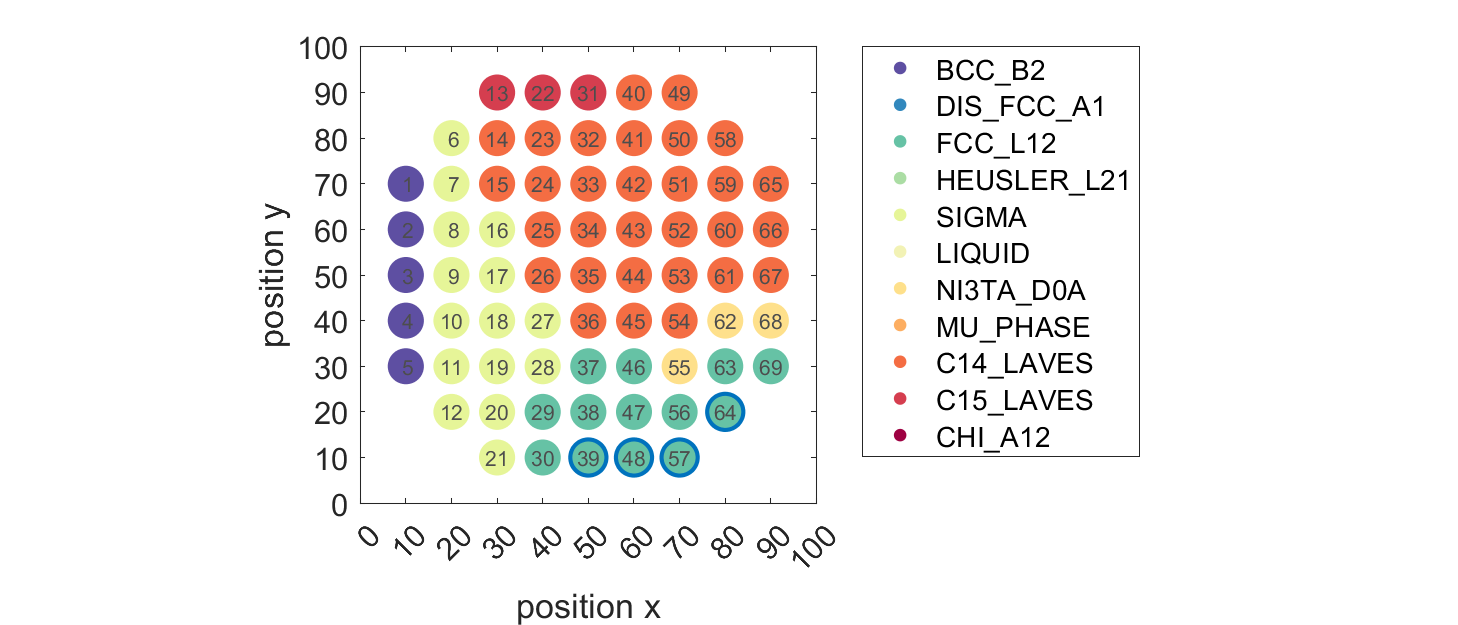 100
90
80
70
60
50
40
30
20
10
0
position y
13 22 31 40 49
6 14 23 32 41 50 58
1 7 15 24 33 42 51 59 65
2 8 16 25 34 43 52 60 66
3 9 17 26 35 44 53 61 67
4 10 18 27 36 45 54 62 68
5 11 19 28 37 46 55 63 69
12 20 29 38 47 56 64
21 30 39 48 57
0 10 20 30 40 50 60 70 80 90 100
position x
BCC_B2
DIS_FCC_A1
FCC_L12
HEUSLER_L21
SIGMA
LIQUID
NI3TA_D0A
MU_PHASE
C14_LAVES
C15_LAVES
CHI_A12